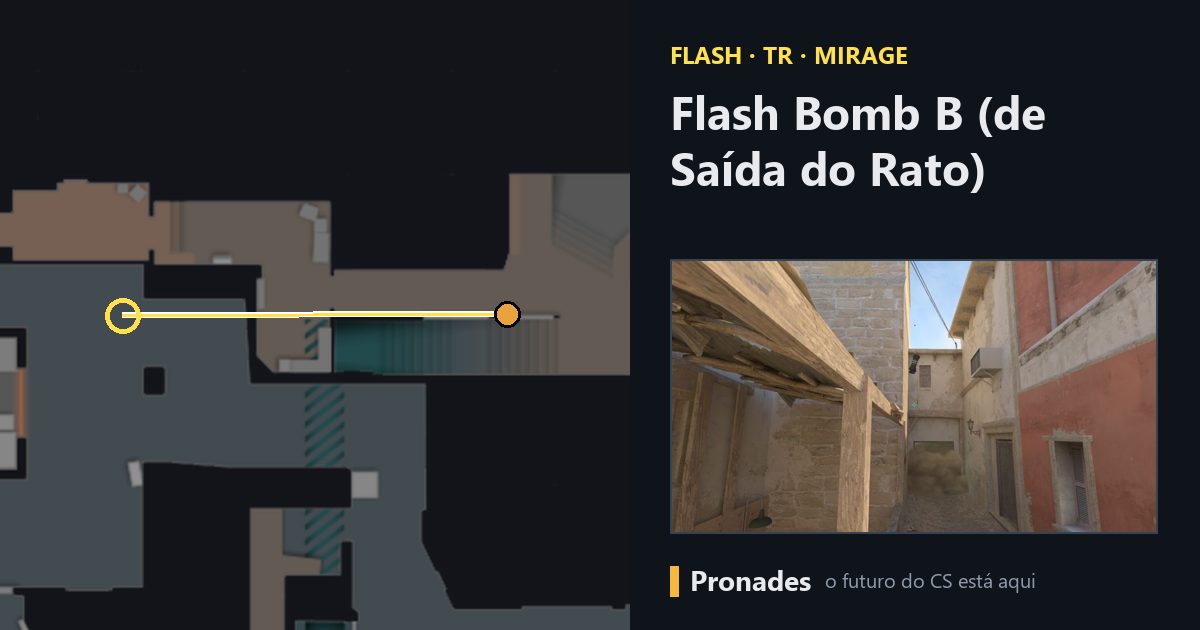 FLASH · TR · MIRAGE
Flash Bomb B (de
Saída do Rato)
Pronades o futuro do CS está aqui